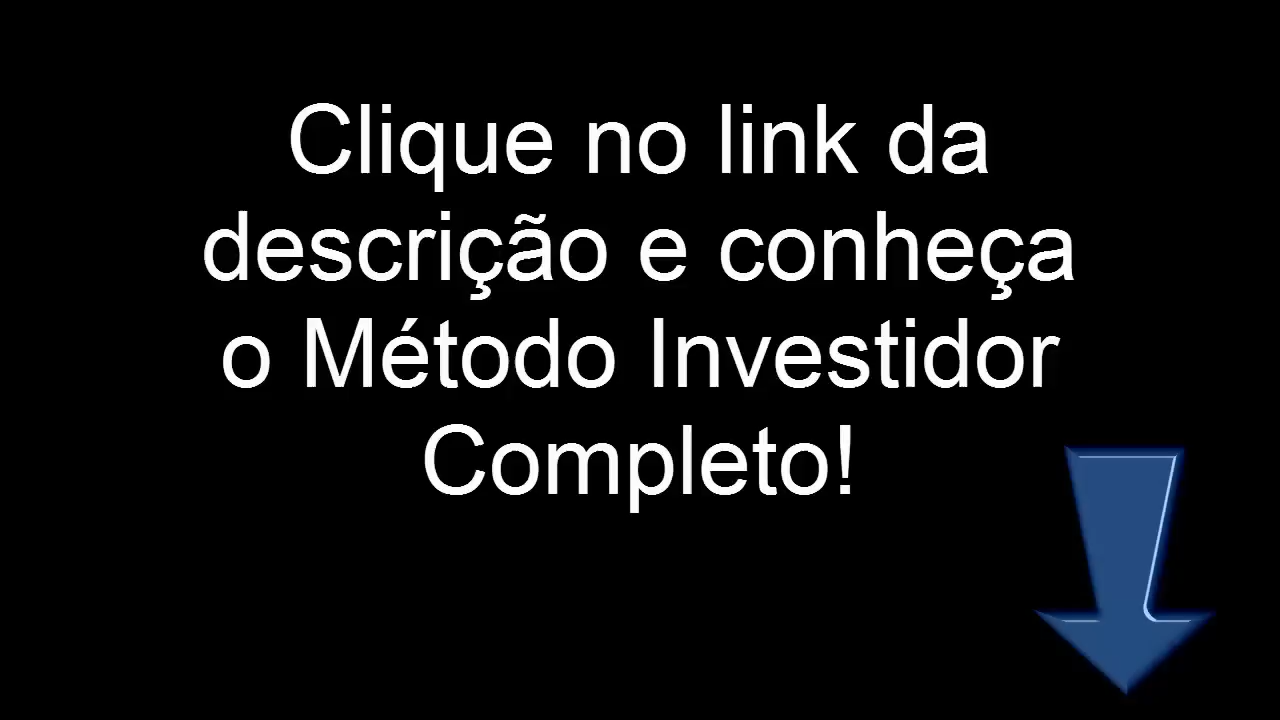 Clique no link da
descrição e conheça
o Método Investidor
Completo!